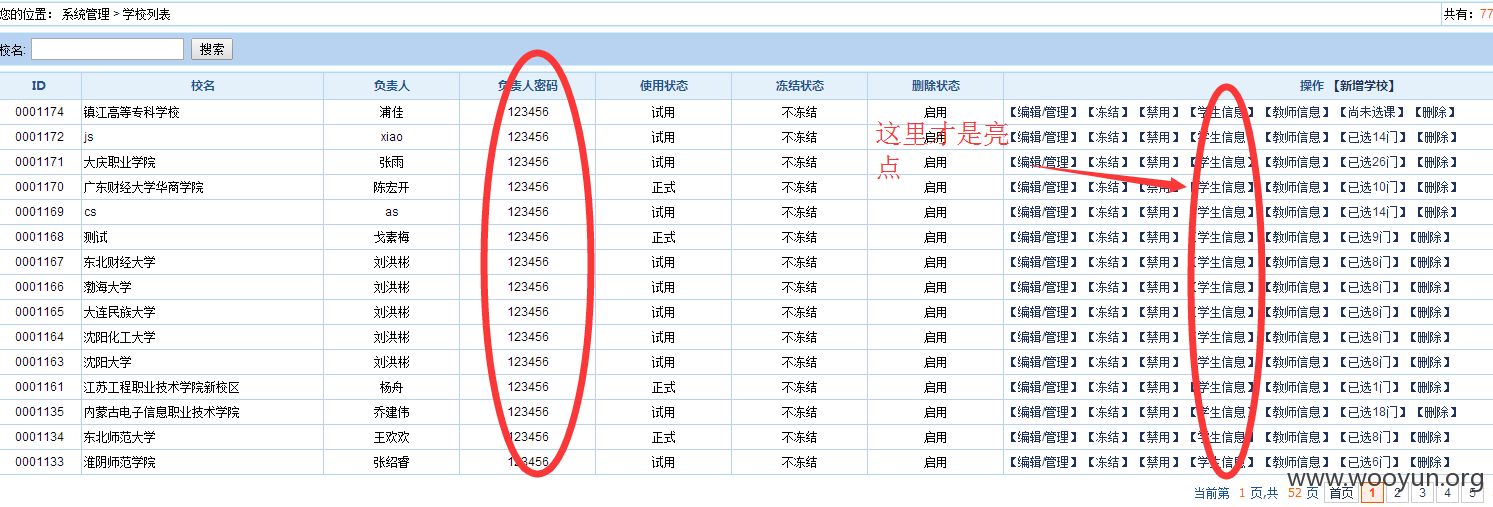 您的位置： 系统管理 > 学校列表 共有：77
校名: 搜索
ID 校名 负责人 负责人密码 使用状态 冻结状态 删除状态 操作 【新增学校】
0001174 镇江高等专科学校 浦佳 123456 试用 不冻结 启用 【编辑/管理】 【冻结】 【禁用】 【学生信息】 【教师信息】 【尚未选课】 【删除】
0001172 js xiao 123456 试用 不冻结 启用 【编辑/管理】 【冻结】 【禁用】 【学生信息】 【教师信息】 【已选14门】 【删除】
0001171 大庆职业学院 张雨 123456 试用 不冻结 启用 【编辑/管理】 【冻结】 【禁用】 【学生信息】 【教师信息】 【已选26门】 【删除】
0001170 广东财经大学华商学院 陈宏开 123456 正式 不冻结 启用 【编辑/管理】 【冻结】 【禁用】 【学生信息】 【教师信息】 【已选10门】 【删除】
0001169 cs as 123456 试用 不冻结 启用 【编辑/管理】 【冻结】 【禁用】 【学生信息】 【教师信息】 【已选14门】 【删除】
0001168 测试 戈素梅 123456 正式 不冻结 启用 【编辑/管理】 【冻结】 【禁用】 【学生信息】 【教师信息】 【已选9门】 【删除】
0001167 东北财经大学 刘洪彬 123456 试用 不冻结 启用 【编辑/管理】 【冻结】 【禁用】 【学生信息】 【教师信息】 【已选8门】 【删除】
0001166 渤海大学 刘洪彬 123456 试用 不冻结 启用 【编辑/管理】 【冻结】 【禁用】 【学生信息】 【教师信息】 【已选8门】 【删除】
0001165 大连民族大学 刘洪彬 123456 试用 不冻结 启用 【编辑/管理】 【冻结】 【禁用】 【学生信息】 【教师信息】 【已选8门】 【删除】
0001164 沈阳化工大学 刘洪彬 123456 试用 不冻结 启用 【编辑/管理】 【冻结】 【禁用】 【学生信息】 【教师信息】 【已选8门】 【删除】
0001163 沈阳大学 刘洪彬 123456 试用 不冻结 启用 【编辑/管理】 【冻结】 【禁用】 【学生信息】 【教师信息】 【已选8门】 【删除】
0001161 江苏工程职业技术学院新校区 杨舟 123456 正式 不冻结 启用 【编辑/管理】 【冻结】 【禁用】 【学生信息】 【教师信息】 【已选1门】 【删除】
0001135 内蒙古电子信息职业技术学院 乔建伟 123456 试用 不冻结 启用 【编辑/管理】 【冻结】 【禁用】 【学生信息】 【教师信息】 【已选18门】 【删除】
0001134 东北师范大学 王欢欢 123456 正式 不冻结 启用 【编辑/管理】 【冻结】 【禁用】 【学生信息】 【教师信息】 【已选8门】 【删除】
0001133 淮阴师范学院 张绍睿 123456 试用 不冻结 启用 【编辑/管理】 【冻结】 【禁用】 【学生信息】 【教师信息】 【已选6门】 【删除】
这里才是亮
点
www.wooyun.org
当前第 1 页,共 52 页 首页 1 2 3 4 5